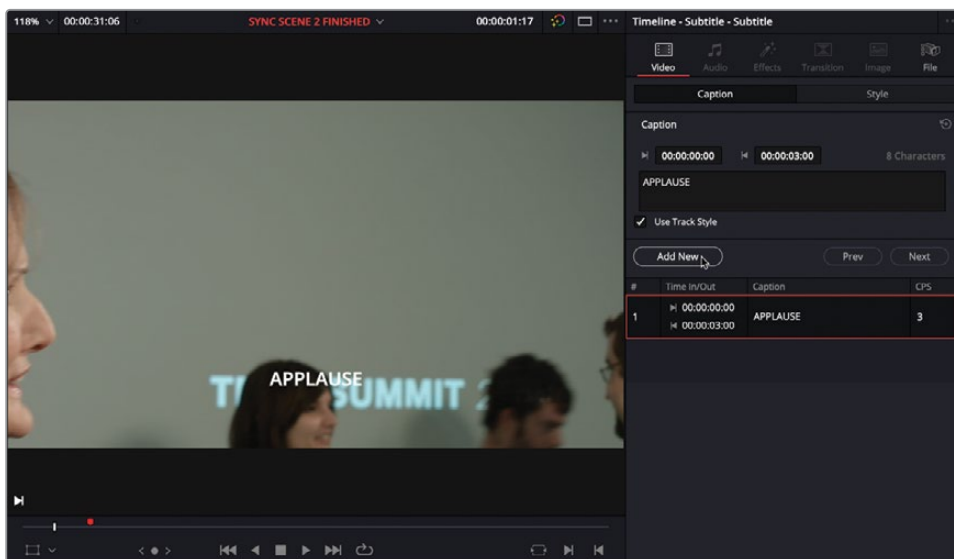 118% 00:00:31:06 SYNC SCENE 2 FINISHED 00:00:01:17 Timeline - Subtitle - Subtitle
Video Audio Effects Transition Image File
Caption Style
Caption
00:00:00:00 00:00:03:00 8 Characters
APPLAUSE
Use Track Style
Add New Prev Next
# Time In/Out Caption CPS
1 00:00:00:00 00:00:03:00 APPLAUSE 3
APPLAUSE
SUMMIT